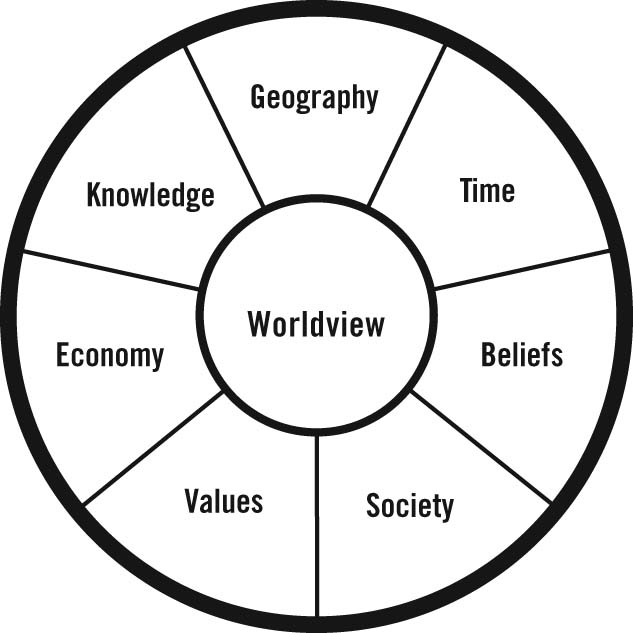 Geography
Knowledge
Time
Worldview
Economy
Beliefs
Values
Society